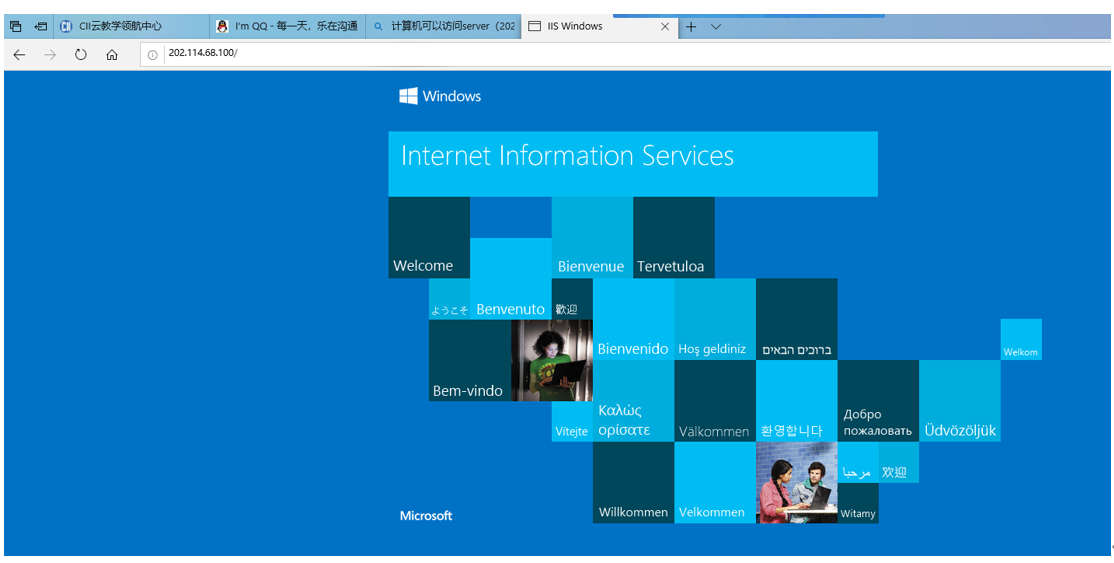 CII云教学领航中心
I'm QQ - 每一天，乐在沟通
计算机可以访问server（202
IIS Windows
202.114.68.100/
Windows
Internet Information Services
Welcome
Bienvenue
Tervetuloa
ようこそ
Benvenuto
歡迎
Bienvenido
Hoş geldiniz
ברוכים הבאים
Welkom
Bem-vindo
Vítejte
Καλώς
ορίσατε
Välkommen
환영합니다
Добро
пожаловать
Üdvözöljük
Microsoft
Willkommen
Velkommen
مرحبا
欢迎
Witamy